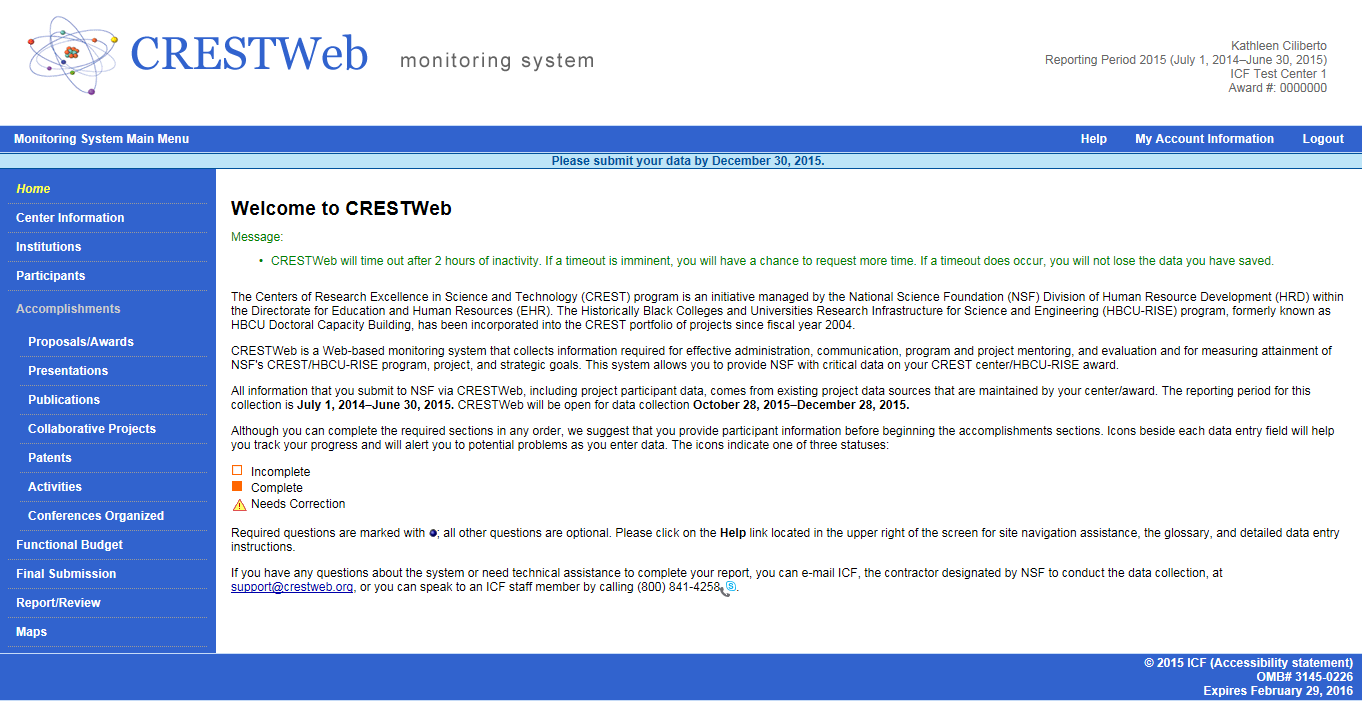 CRESTWeb monitoring system
Kathleen Ciliberto
Reporting Period 2015 (July 1, 2014–June 30, 2015)
ICF Test Center 1
Award #: 0000000
Monitoring System Main Menu Help My Account Information Logout
Please submit your data by December 30, 2015.
Home
Center Information
Institutions
Participants
Accomplishments
Proposals/Awards
Presentations
Publications
Collaborative Projects
Patents
Activities
Conferences Organized
Functional Budget
Final Submission
Report/Review
Maps
Welcome to CRESTWeb
Message:
• CRESTWeb will time out after 2 hours of inactivity. If a timeout is imminent, you will have a chance to request more time. If a timeout does occur, you will not lose the data you have saved.
The Centers of Research Excellence in Science and Technology (CREST) program is an initiative managed by the National Science Foundation (NSF) Division of Human Resource Development (HRD) within
the Directorate for Education and Human Resources (EHR). The Historically Black Colleges and Universities Research Infrastructure for Science and Engineering (HBCU-RISE) program, formerly known as
HBCU Doctoral Capacity Building, has been incorporated into the CREST portfolio of projects since fiscal year 2004.
CRESTWeb is a Web-based monitoring system that collects information required for effective administration, communication, program and project mentoring, and evaluation and for measuring attainment of
NSF's CREST/HBCU-RISE program, project, and strategic goals. This system allows you to provide NSF with critical data on your CREST center/HBCU-RISE award.
All information that you submit to NSF via CRESTWeb, including project participant data, comes from existing project data sources that are maintained by your center/award. The reporting period for this
collection is July 1, 2014–June 30, 2015. CRESTWeb will be open for data collection October 28, 2015–December 28, 2015.
Although you can complete the required sections in any order, we suggest that you provide participant information before beginning the accomplishments sections. Icons beside each data entry field will help
you track your progress and will alert you to potential problems as you enter data. The icons indicate one of three statuses:
Incomplete
Complete
Needs Correction
Required questions are marked with ; all other questions are optional. Please click on the Help link located in the upper right of the screen for site navigation assistance, the glossary, and detailed data entry
instructions.
If you have any questions about the system or need technical assistance to complete your report, you can e-mail ICF, the contractor designated by NSF to conduct the data collection, at
support@crestweb.org, or you can speak to an ICF staff member by calling (800) 841-4258.
© 2015 ICF (Accessibility statement)
OMB# 3145-0226
Expires February 29, 2016